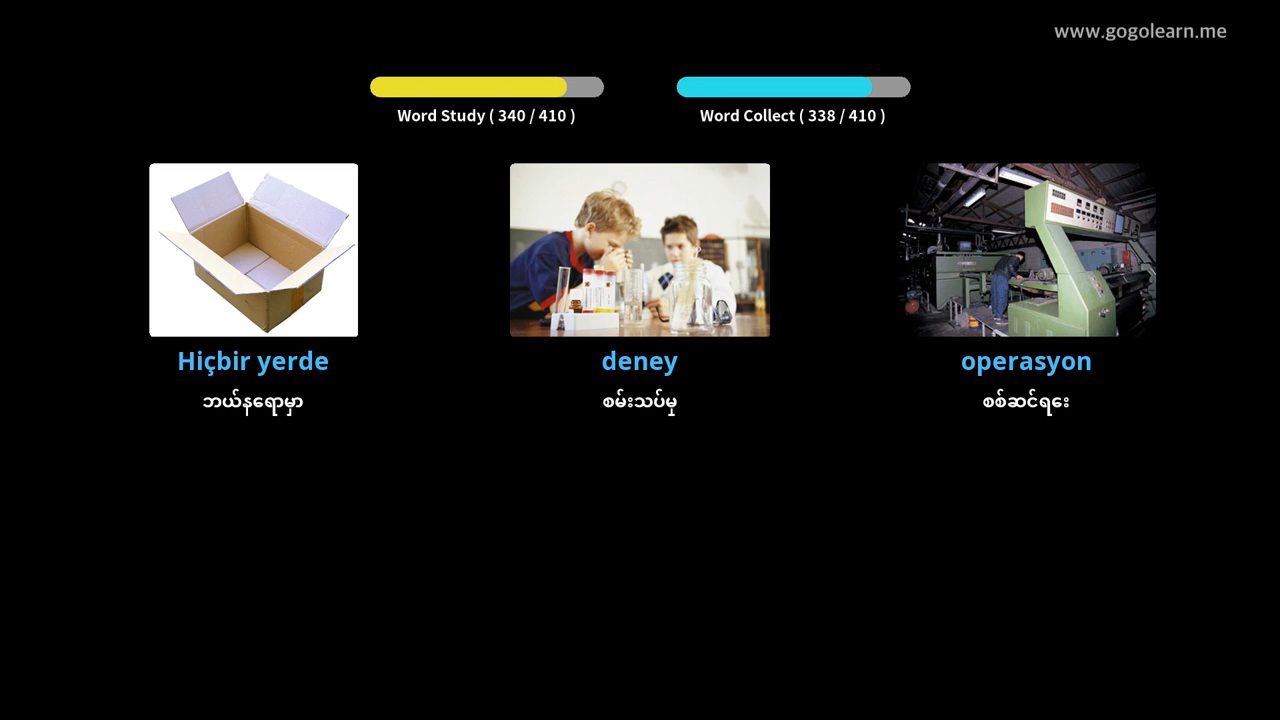 www.gogolearn.me
Word Study ( 340 / 410 )
Word Collect ( 338 / 410 )
Hiçbir yerde
deney
operasyon
ဘယ်နရောမှာ
စမ်းသပ်မှု
စစ်ဆင်ရေး